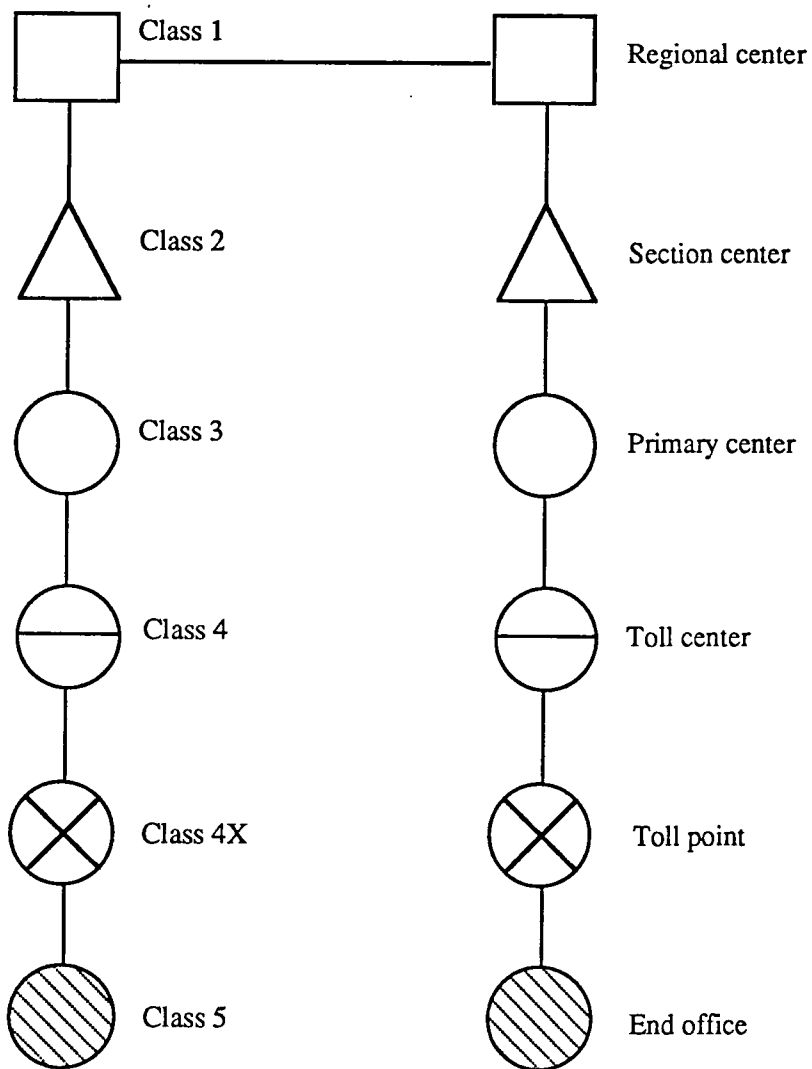 Class 1
Regional center
Class 2
Section center
Class 3
Primary center
Class 4
Toll center
Class 4X
Toll point
Class 5
End office